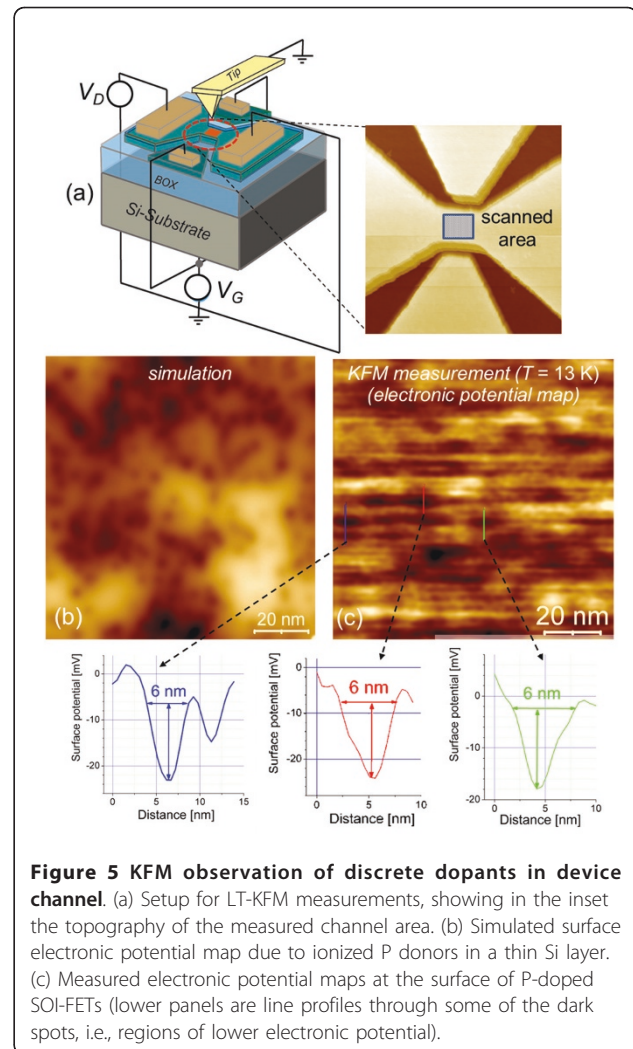 Tip
V_D
BOX
(a)
Si-Substrate
V_G
scanned
area
simulation
(b)
20 nm
KFM measurement (T = 13 K)
(electronic potential map)
(c)
20 nm
Surface potential [mV]
0
-10
-20
6 nm
0
5
10
15
Distance [nm]
Surface potential [mV]
0
-10
-20
6 nm
0
5
10
Distance [nm]
Surface potential [mV]
0
-10
-20
6 nm
0
5
10
Distance [nm]
Figure 5 KFM observation of discrete dopants in device
channel. (a) Setup for LT-KFM measurements, showing in the inset
the topography of the measured channel area. (b) Simulated surface
electronic potential map due to ionized P donors in a thin Si layer.
(c) Measured electronic potential maps at the surface of P-doped
SOI-FETs (lower panels are line profiles through some of the dark
spots, i.e., regions of lower electronic potential).